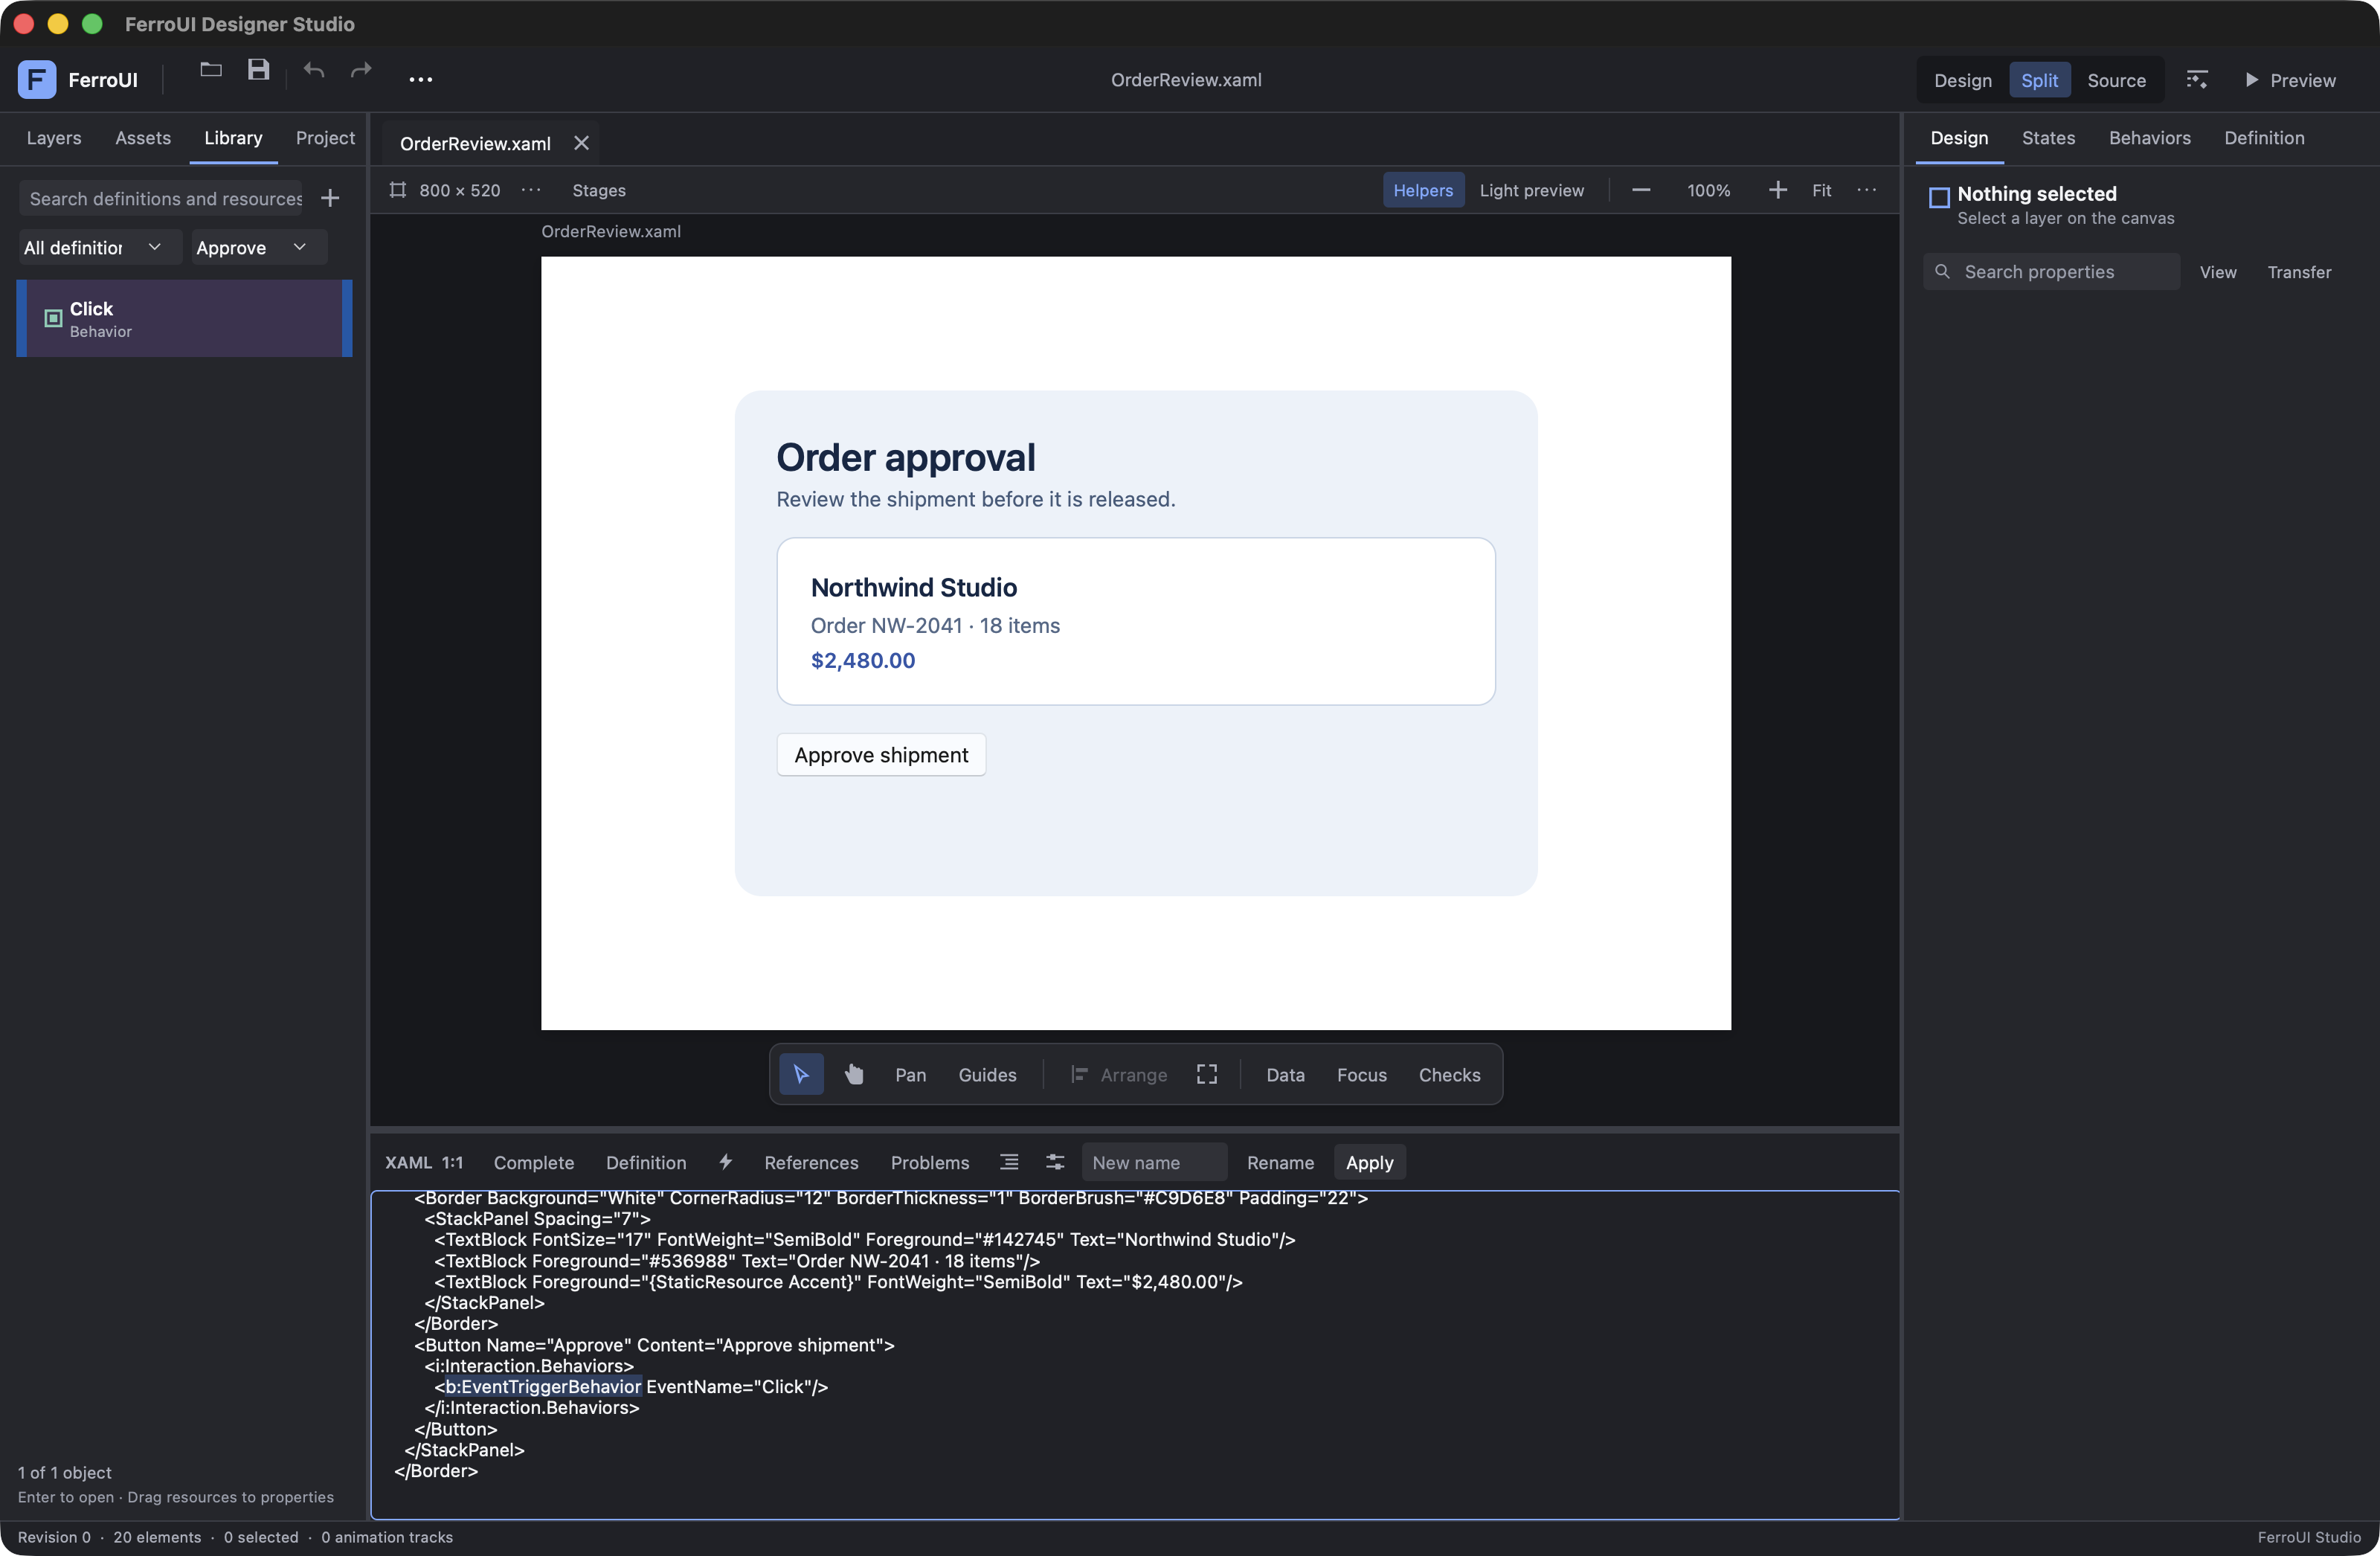 FerroUI Designer Studio
F FerroUI
OrderReview.xaml
Design Split Source Preview
Layers Assets Library Project
OrderReview.xaml
Design States Behaviors Definition
Search definitions and resources
800 × 520 ··· Stages
Helpers Light preview 100% Fit ···
Nothing selected
Select a layer on the canvas
All definition
Approve
OrderReview.xaml
Search properties View Transfer
Click
Behavior
Order approval
Review the shipment before it is released.
Northwind Studio
Order NW-2041 · 18 items
$2,480.00
Approve shipment
Pan Guides Arrange Data Focus Checks
XAML 1:1 Complete Definition References Problems New name Rename Apply
<Border Background="White" CornerRadius="12" BorderThickness="1" BorderBrush="#C9D6E8" Padding="22">
<StackPanel Spacing="7">
<TextBlock FontSize="17" FontWeight="SemiBold" Foreground="#142745" Text="Northwind Studio"/>
<TextBlock Foreground="#536988" Text="Order NW-2041 · 18 items"/>
<TextBlock Foreground="{StaticResource Accent}" FontWeight="SemiBold" Text="$2,480.00"/>
</StackPanel>
</Border>
<Button Name="Approve" Content="Approve shipment">
<i:Interaction.Behaviors>
<b:EventTriggerBehavior EventName="Click"/>
</i:Interaction.Behaviors>
</Button>
</StackPanel>
</Border>
1 of 1 object
Enter to open · Drag resources to properties
Revision 0 · 20 elements · 0 selected · 0 animation tracks
FerroUI Studio